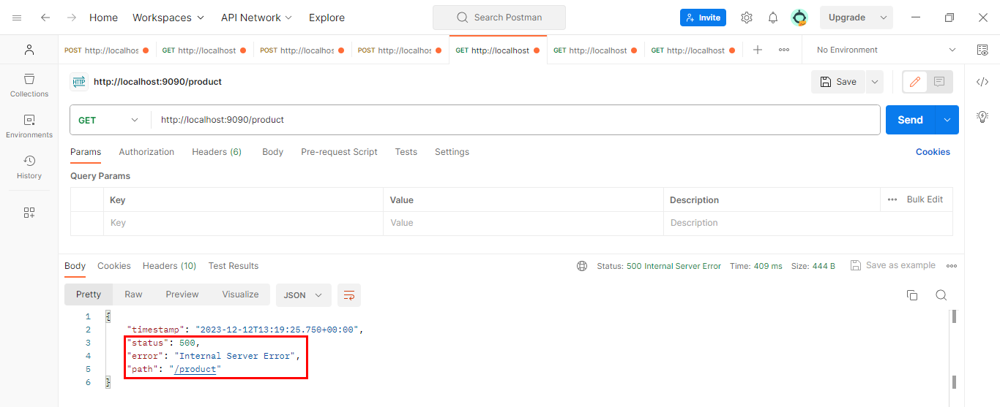 Home Workspaces API Network Explore Search Postman Invite Upgrade
POST http://localhos GET http://localhost POST http://localhos POST http://localhos GET http://localhost GET http://localhost GET http://localhost No Environment
HTTP http://localhost:9090/product Save
Collections
GET http://localhost:9090/product Send
Environments
Params Authorization Headers (6) Body Pre-request Script Tests Settings Cookies
History
Query Params
Key Value Description Bulk Edit
Key Value Description
Body Cookies Headers (10) Test Results Status: 500 Internal Server Error Time: 409 ms Size: 444 B Save as example
Pretty Raw Preview Visualize JSON
1 {
2 "timestamp": "2023-12-12T13:19:25.750+00:00",
3 "status": 500,
4 "error": "Internal Server Error",
5 "path": "/product"
6 }